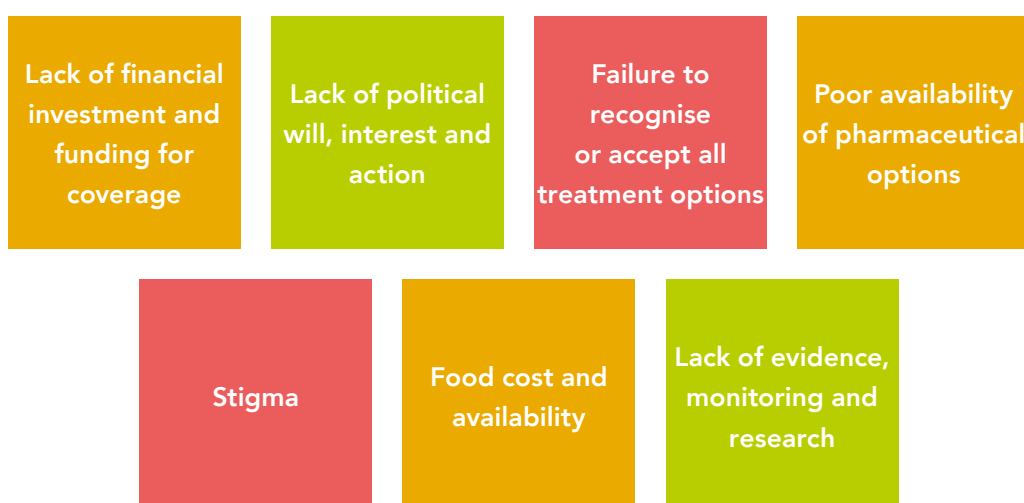 Lack of financial
investment and
funding for
coverage
Lack of political
will, interest and
action
Failure to
recognise
or accept all
treatment options
Poor availability
of pharmaceutical
options
Stigma
Food cost and
availability
Lack of evidence,
monitoring and
research